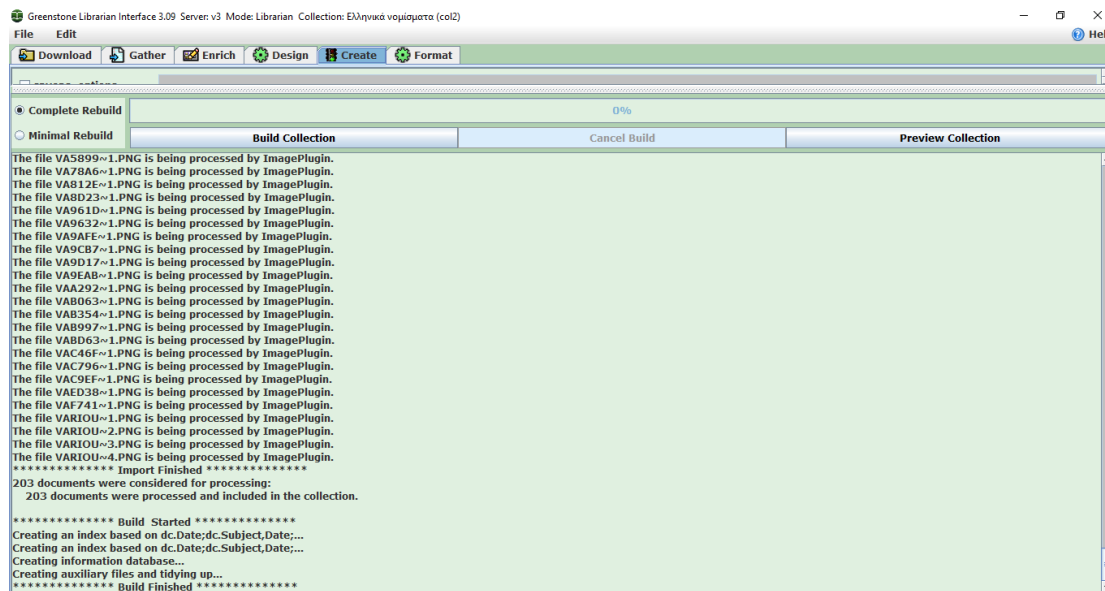 Greenstone Librarian Interface 3.09 Server: v3 Mode: Librarian Collection: Ελληνικά νομίσματα (col2)
File Edit Hel
Download Gather Enrich Design Create Format
Complete Rebuild 0%
Minimal Rebuild Build Collection Cancel Build Preview Collection
The file VA5899~1.PNG is being processed by ImagePlugin.
The file VA78A6~1.PNG is being processed by ImagePlugin.
The file VA812E~1.PNG is being processed by ImagePlugin.
The file VA8D23~1.PNG is being processed by ImagePlugin.
The file VA961D~1.PNG is being processed by ImagePlugin.
The file VA9632~1.PNG is being processed by ImagePlugin.
The file VA9AFE~1.PNG is being processed by ImagePlugin.
The file VA9CB7~1.PNG is being processed by ImagePlugin.
The file VA9D17~1.PNG is being processed by ImagePlugin.
The file VA9EAB~1.PNG is being processed by ImagePlugin.
The file VAA292~1.PNG is being processed by ImagePlugin.
The file VAB063~1.PNG is being processed by ImagePlugin.
The file VAB354~1.PNG is being processed by ImagePlugin.
The file VAB997~1.PNG is being processed by ImagePlugin.
The file VABD63~1.PNG is being processed by ImagePlugin.
The file VAC46F~1.PNG is being processed by ImagePlugin.
The file VAC796~1.PNG is being processed by ImagePlugin.
The file VAC9EF~1.PNG is being processed by ImagePlugin.
The file VAED38~1.PNG is being processed by ImagePlugin.
The file VAF741~1.PNG is being processed by ImagePlugin.
The file VARIOU~1.PNG is being processed by ImagePlugin.
The file VARIOU~2.PNG is being processed by ImagePlugin.
The file VARIOU~3.PNG is being processed by ImagePlugin.
The file VARIOU~4.PNG is being processed by ImagePlugin.
************** Import Finished **************
203 documents were considered for processing:
203 documents were processed and included in the collection.
************** Build Started **************
Creating an index based on dc.Date;dc.Subject,Date;...
Creating an index based on dc.Date;dc.Subject,Date;...
Creating information database...
Creating auxiliary files and tidying up...
************** Build Finished **************